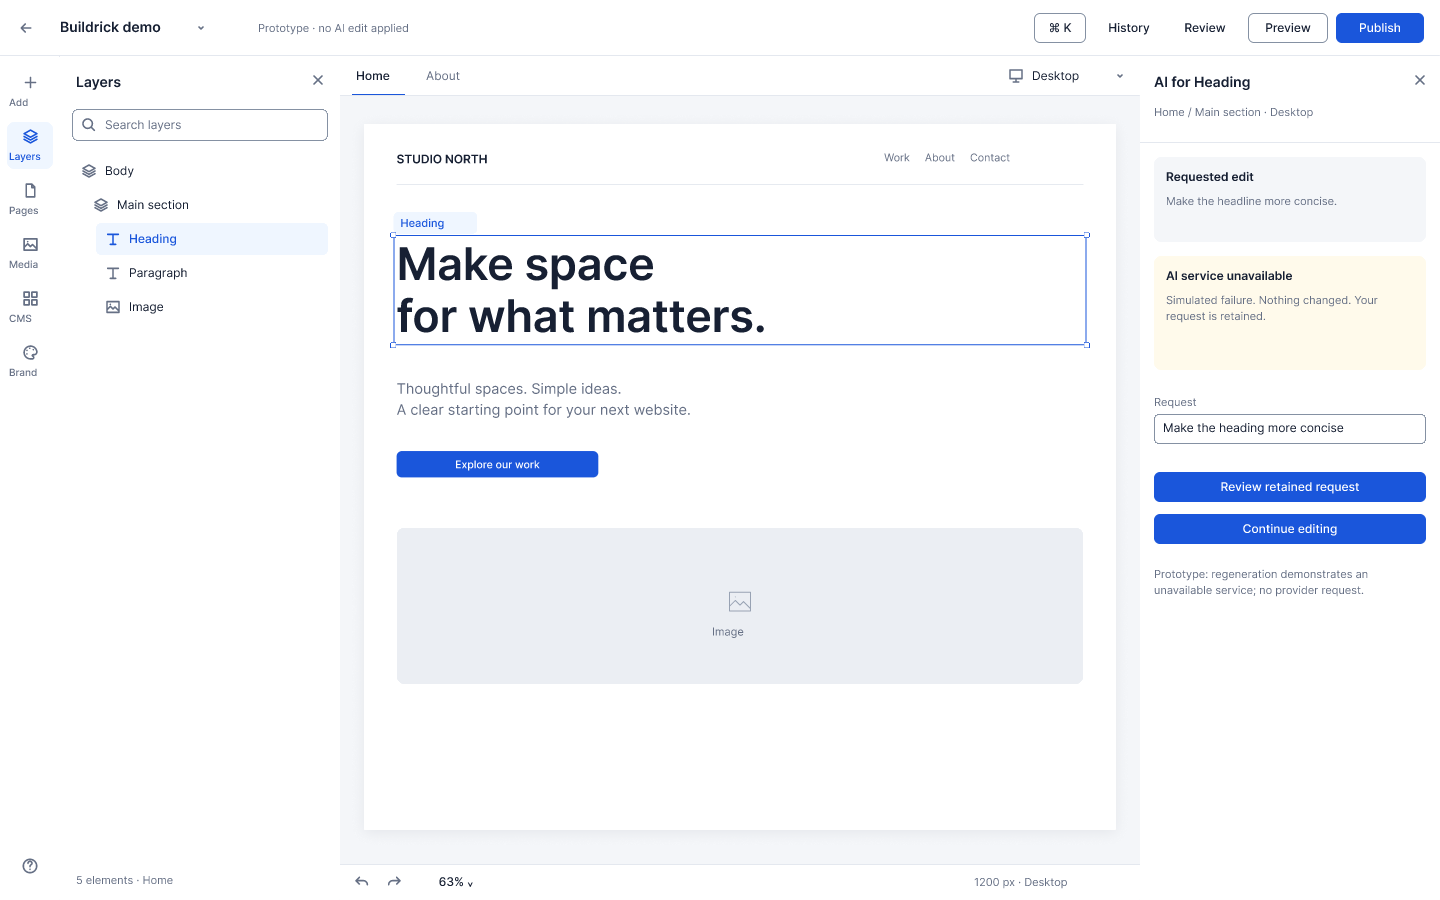 Buildrick demo
Prototype · no AI edit applied
⌘ K
History
Review
Preview
Publish
Add
Layers
Pages
Media
CMS
Brand
Layers
Search layers
Body
Main section
Heading
Paragraph
Image
5 elements · Home
Home
About
Desktop
STUDIO NORTH
Work
About
Contact
Heading
Make space
for what matters.
Thoughtful spaces. Simple ideas.
A clear starting point for your next website.
Explore our work
Image
63%
1200 px · Desktop
AI for Heading
Home / Main section · Desktop
Requested edit
Make the headline more concise.
AI service unavailable
Simulated failure. Nothing changed. Your
request is retained.
Request
Make the heading more concise
Review retained request
Continue editing
Prototype: regeneration demonstrates an
unavailable service; no provider request.